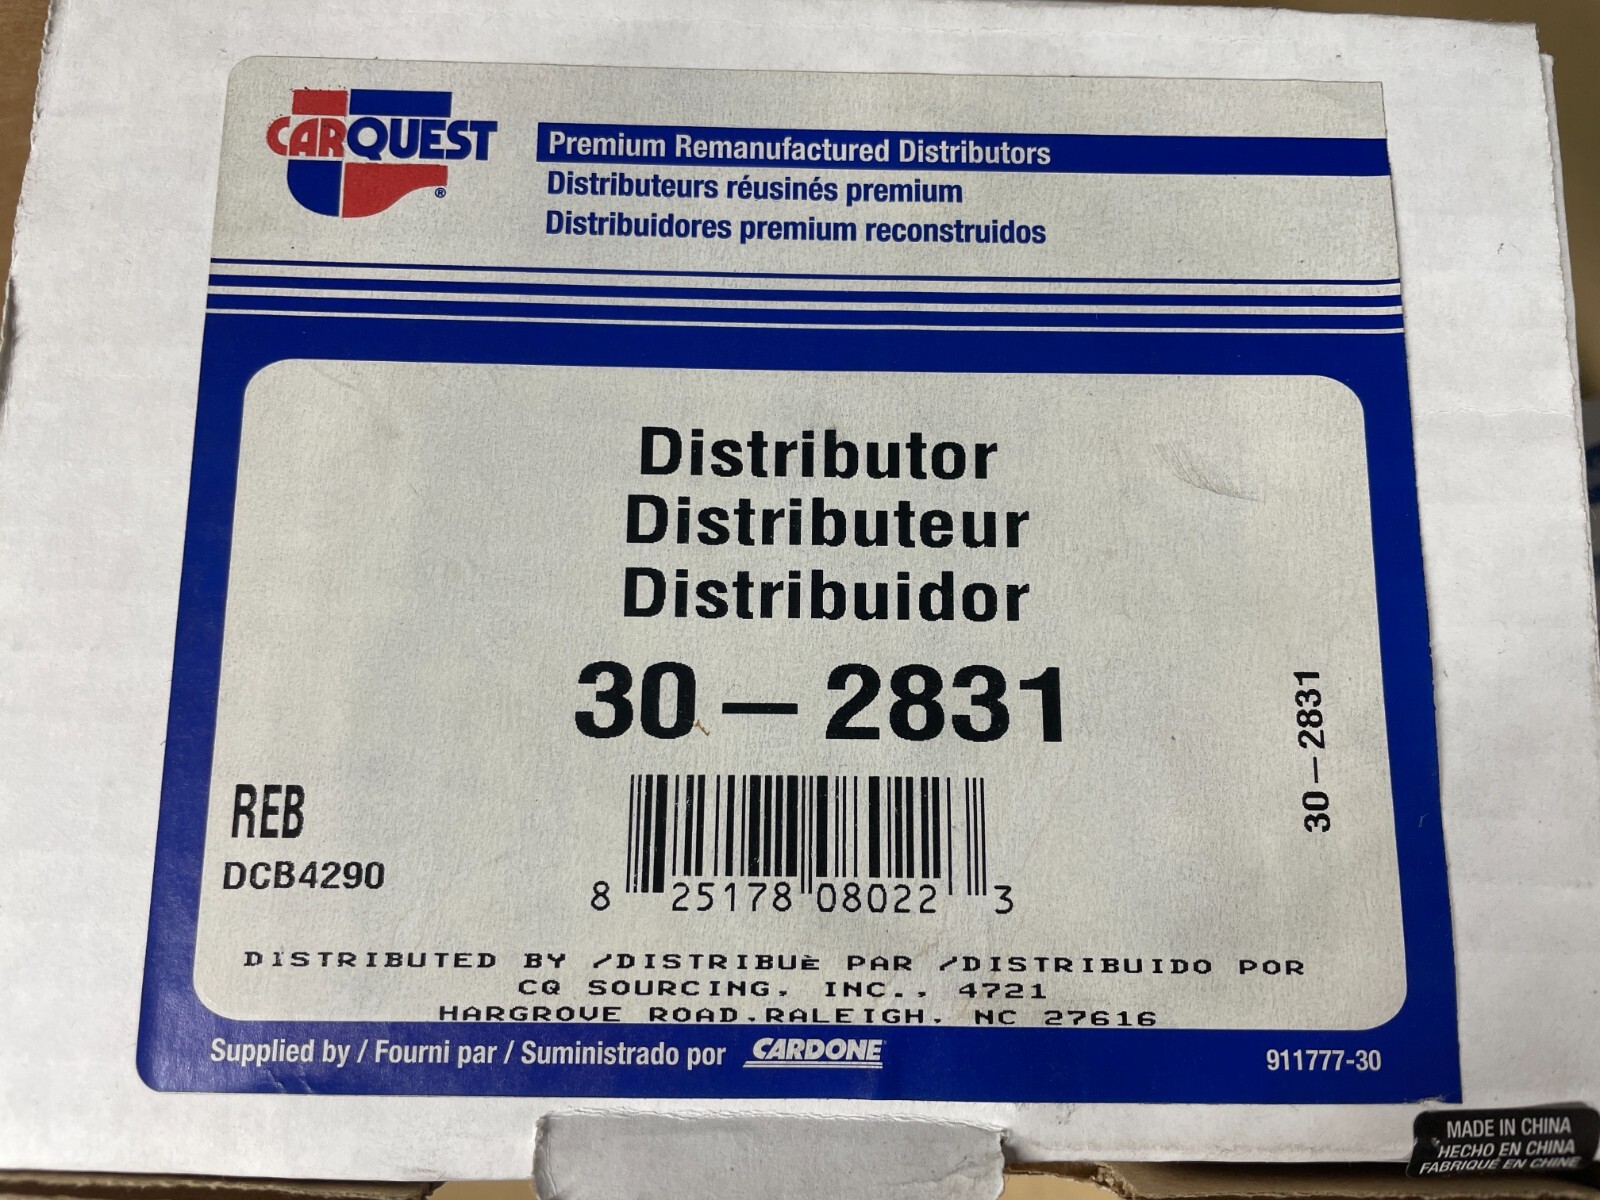 CARQUEST
®
Premium Remanufactured Distributors
Distributeurs réusinés premium
Distribuidores premium reconstruidos
Distributor
Distributeur
Distribuidor
30-2831
30-2831
REB
DCB4290
8 25178 08022 3
DISTRIBUTED BY /DISTRIBUÈ PAR /DISTRIBUIDO POR
CQ SOURCING, INC., 4721
HARGROVE ROAD,RALEIGH, NC 27616
Supplied by / Fourni par / Suministrado por CARDONE
911777-30
MADE IN CHINA
HECHO EN CHINA
FABRIQUÉ EN CHINE